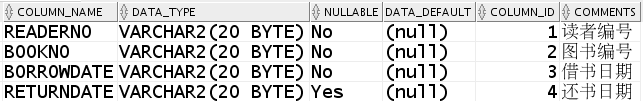 COLUMN_NAME DATA_TYPE NULLABLE DATA_DEFAULT COLUMN_ID COMMENTS
READERNO VARCHAR2(20 BYTE) No (null) 1 读者编号
BOOKNO VARCHAR2(20 BYTE) No (null) 2 图书编号
BORROWDATE VARCHAR2(20 BYTE) No (null) 3 借书日期
RETURNDATE VARCHAR2(20 BYTE) Yes (null) 4 还书日期